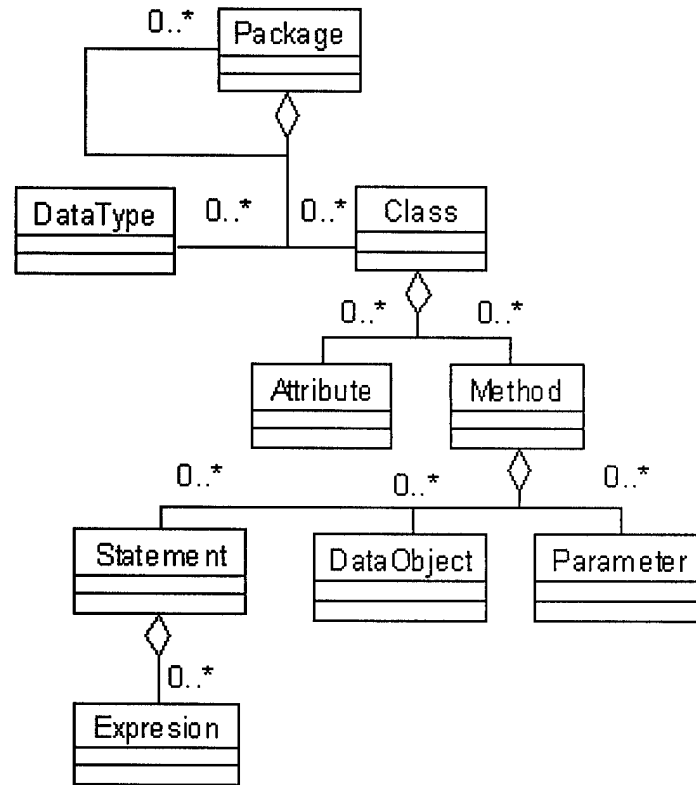 0..*
Package
DataType
0..*
0..*
Class
0..*
0..*
Attribute
Method
0..*
0..*
0..*
Statement
DataObject
Parameter
0..*
Expresion